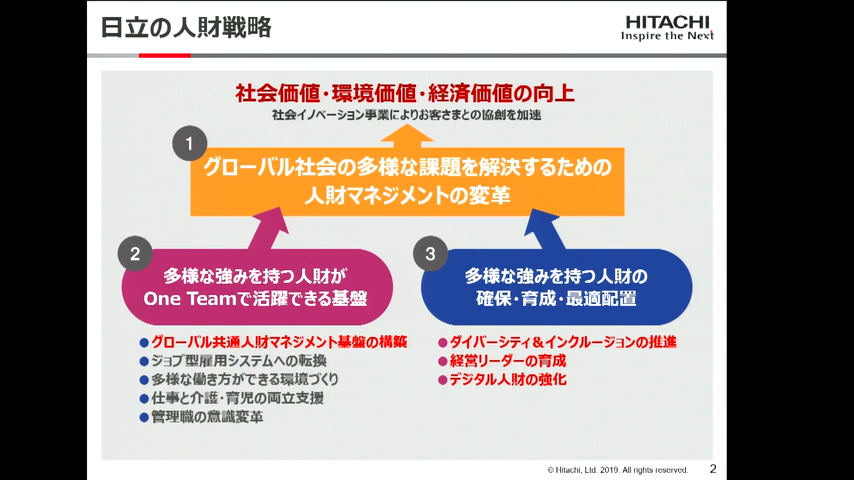 日立の人財戦略
HITACHI
Inspire the Next
社会価値・環境価値・経済価値の向上
社会イノベーション事業によりお客さまとの協創を加速
1
グローバル社会の多様な課題を解決するための
人財マネジメントの変革
2
多様な強みを持つ人財が
One Teamで活躍できる基盤
●グローバル共通人財マネジメント基盤の構築
●ジョブ型雇用システムへの転換
●多様な働き方ができる環境づくり
●仕事と介護・育児の両立支援
●管理職の意識変革
3
多様な強みを持つ人財の
確保・育成・最適配置
●ダイバーシティ&インクルージョンの推進
●経営リーダーの育成
●デジタル人財の強化
© Hitachi, Ltd. 2019. All rights reserved.
2